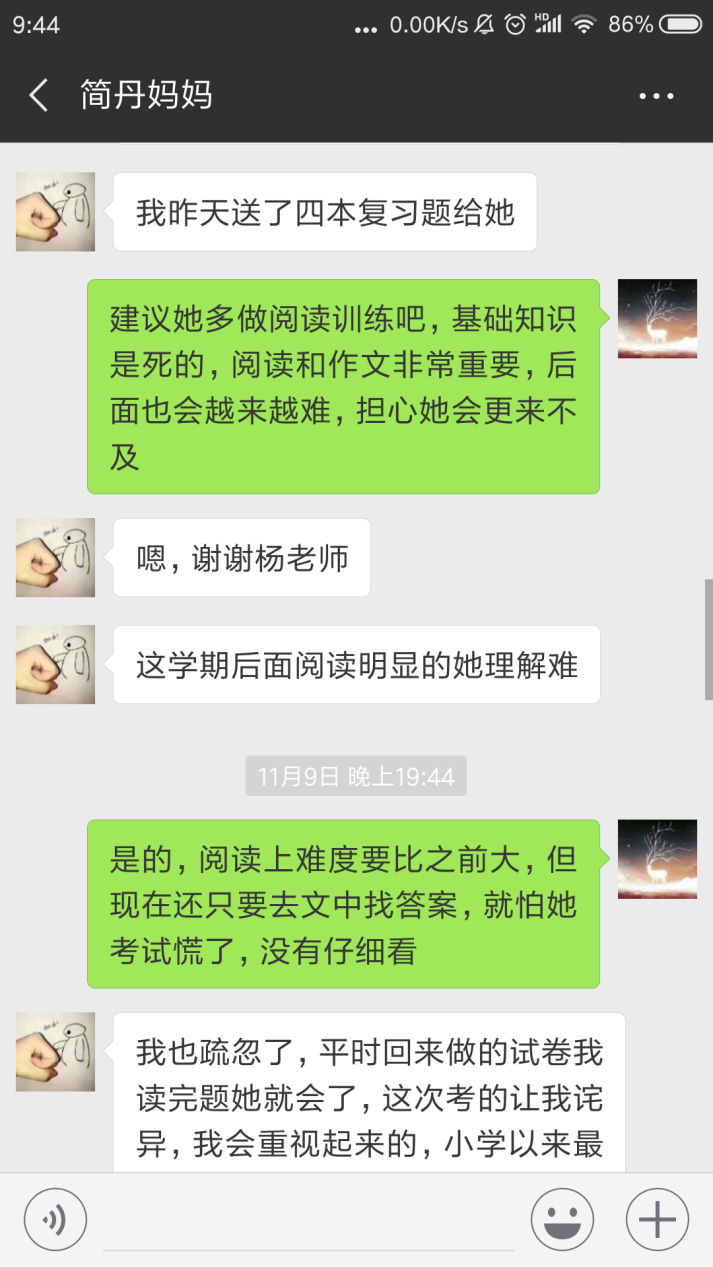 9:44
0.00K/s
HD
86%
简丹妈妈
我昨天送了四本复习题给她
建议她多做阅读训练吧，基础知识
是死的，阅读和作文非常重要，后
面也会越来越难，担心她会更来不
及
嗯，谢谢杨老师
这学期后面阅读明显的她理解难
11月9日 晚上19:44
是的，阅读上难度要比之前大，但
现在还只要去文中找答案，就怕她
考试慌了，没有仔细看
我也疏忽了，平时回来做的试卷我
读完题她就会了，这次考的让我诧
异，我会重视起来的，小学以来最